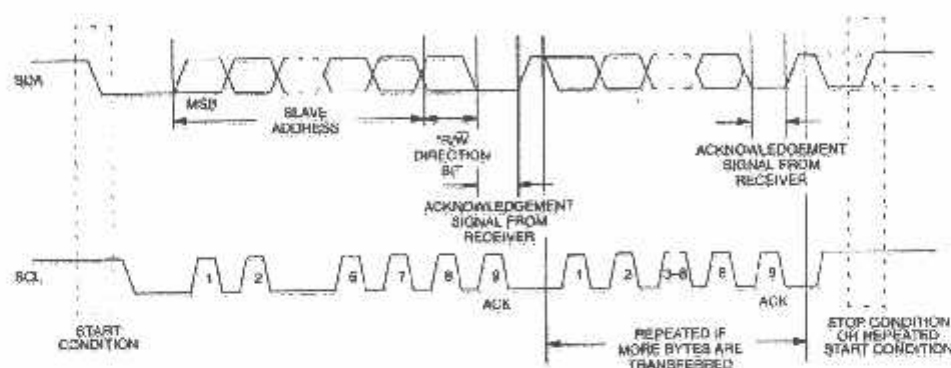 SDA
MSB
SLAVE
ADDRESS
*R/W
DIRECTION
BIT
ACKNOWLEDGEMENT
SIGNAL FROM
RECEIVER
ACKNOWLEDGEMENT
SIGNAL FROM
RECEIVER
SCL
1 2 6 7 8 9 1 2 3–8 8 9
ACK ACK
START
CONDITION
REPEATED IF
MORE BYTES ARE
TRANSFERRED
STOP CONDITION
OR REPEATED
START CONDITION